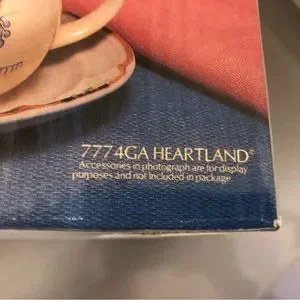 7774GA HEARTLAND®
Accessories in photograph are for display
purposes and not included in package